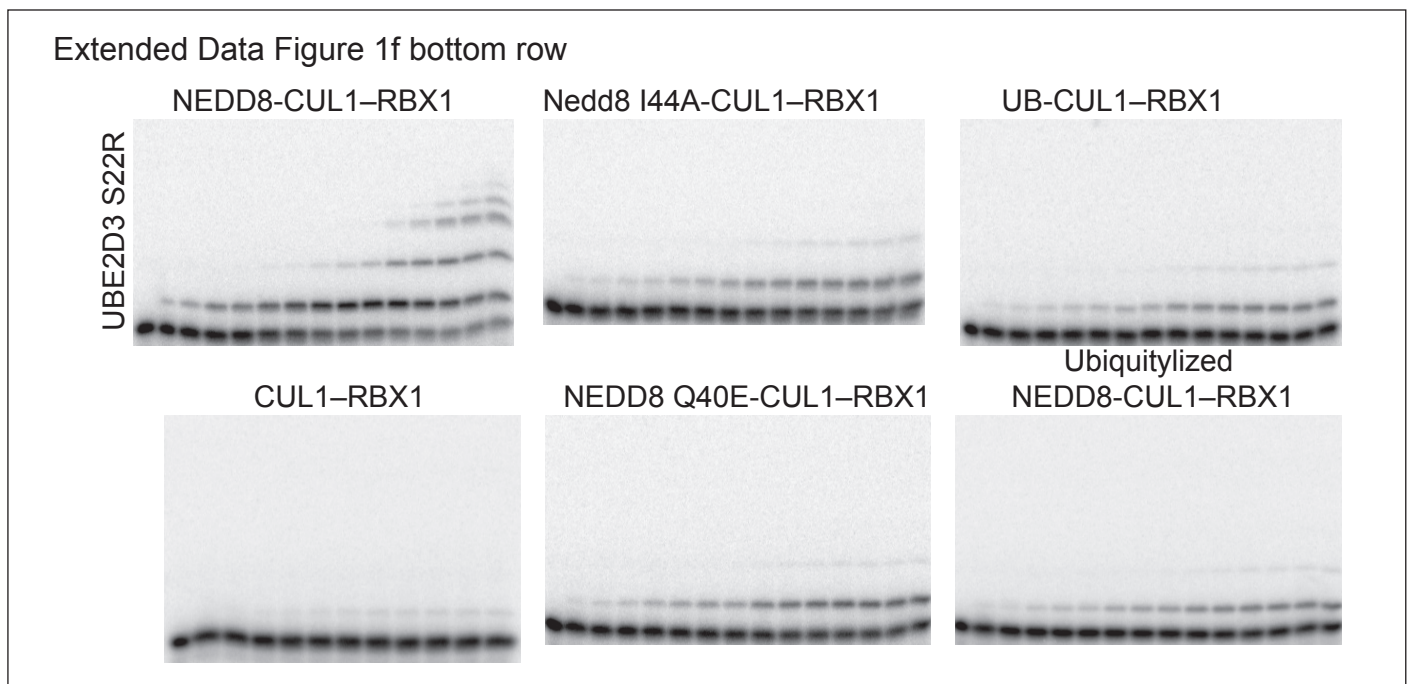 Extended Data Figure 1f bottom row
NEDD8-CUL1–RBX1
Nedd8 I44A-CUL1–RBX1
UB-CUL1–RBX1
UBE2D3 S22R
CUL1–RBX1
NEDD8 Q40E-CUL1–RBX1
Ubiquitylized
NEDD8-CUL1–RBX1